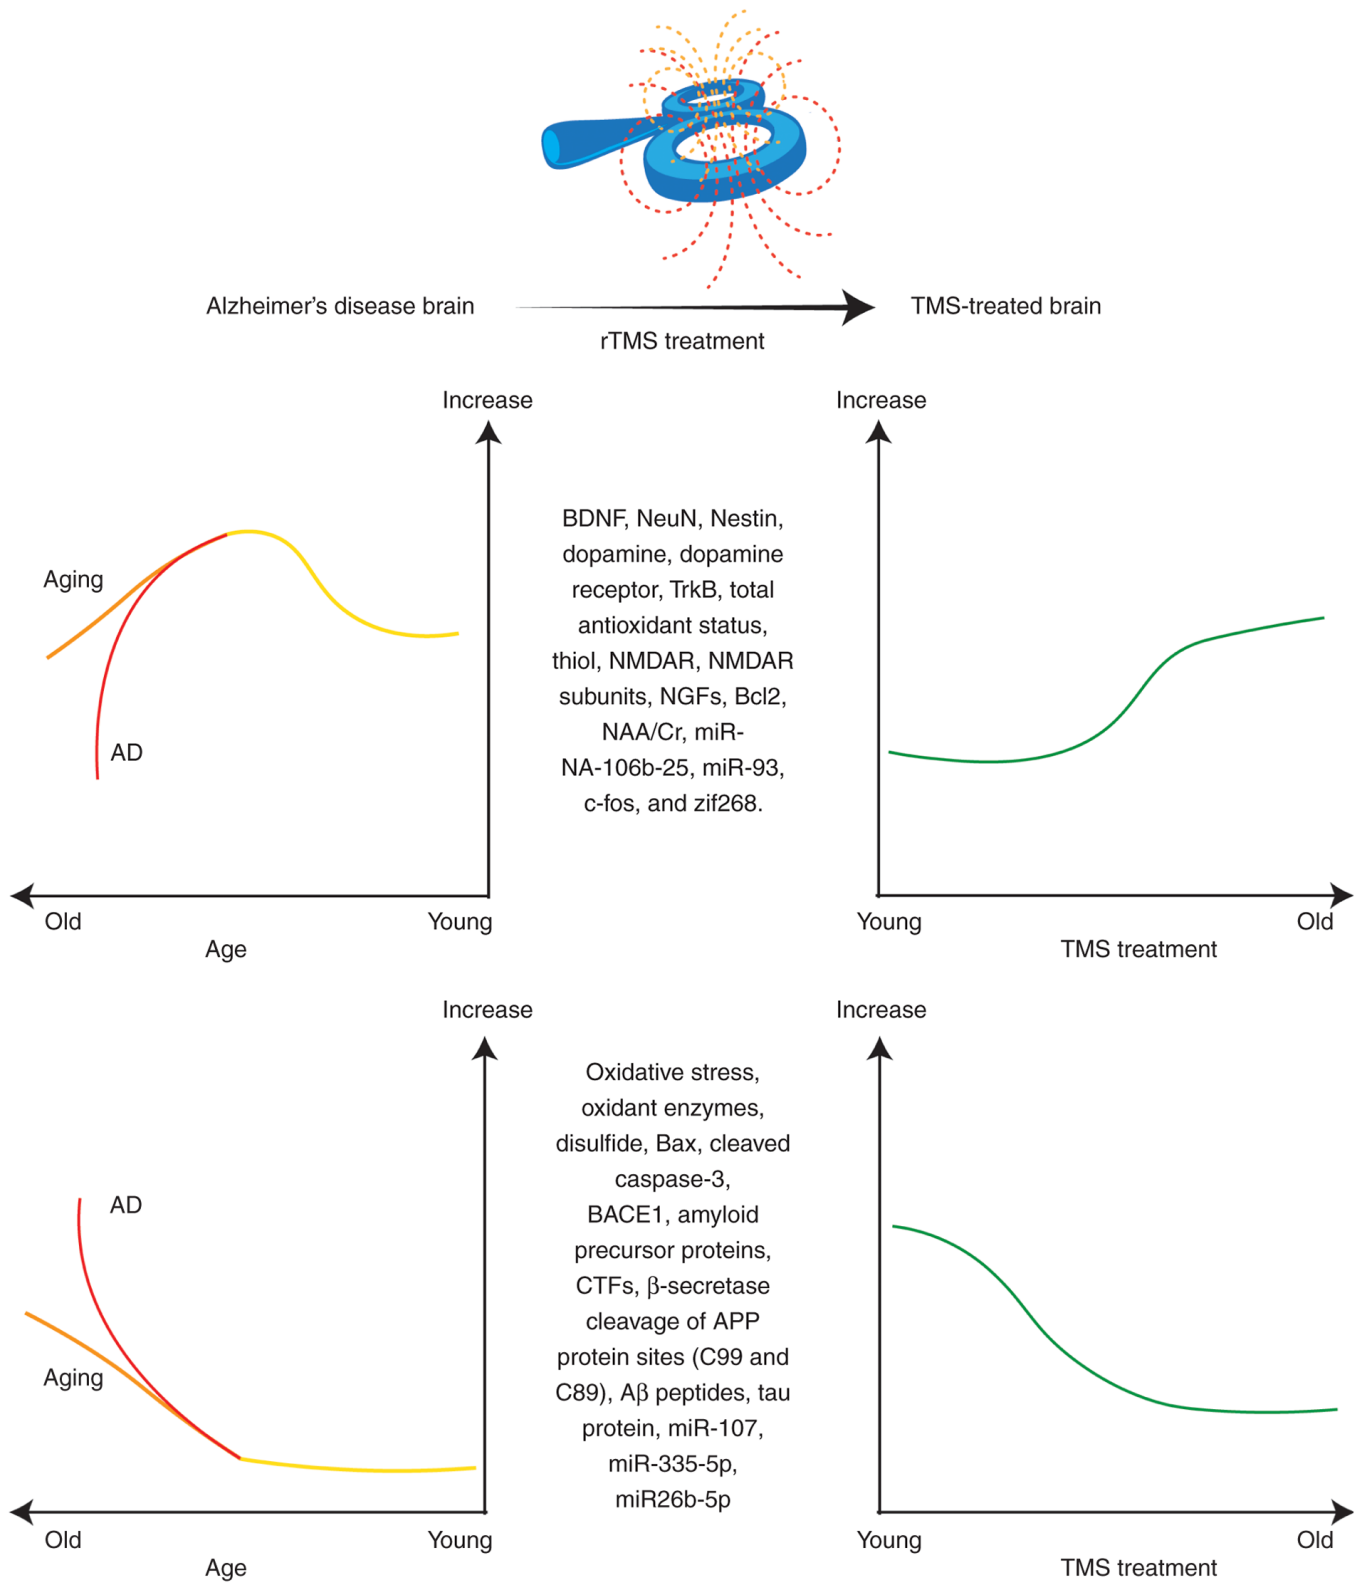 Alzheimer's disease brain
TMS-treated brain
rTMS treatment
Increase
Increase
Aging
AD
BDNF, NeuN, Nestin,
dopamine, dopamine
receptor, TrkB, total
antioxidant status,
thiol, NMDAR, NMDAR
subunits, NGFs, Bcl2,
NAA/Cr, miR-
NA-106b-25, miR-93,
c-fos, and zif268.
Old
Young
Age
Young
Old
TMS treatment
Increase
Increase
AD
Aging
Oxidative stress,
oxidant enzymes,
disulfide, Bax, cleaved
caspase-3,
BACE1, amyloid
precursor proteins,
CTFs, β-secretase
cleavage of APP
protein sites (C99 and
C89), Aβ peptides, tau
protein, miR-107,
miR-335-5p,
miR26b-5p
Old
Young
Age
Young
Old
TMS treatment